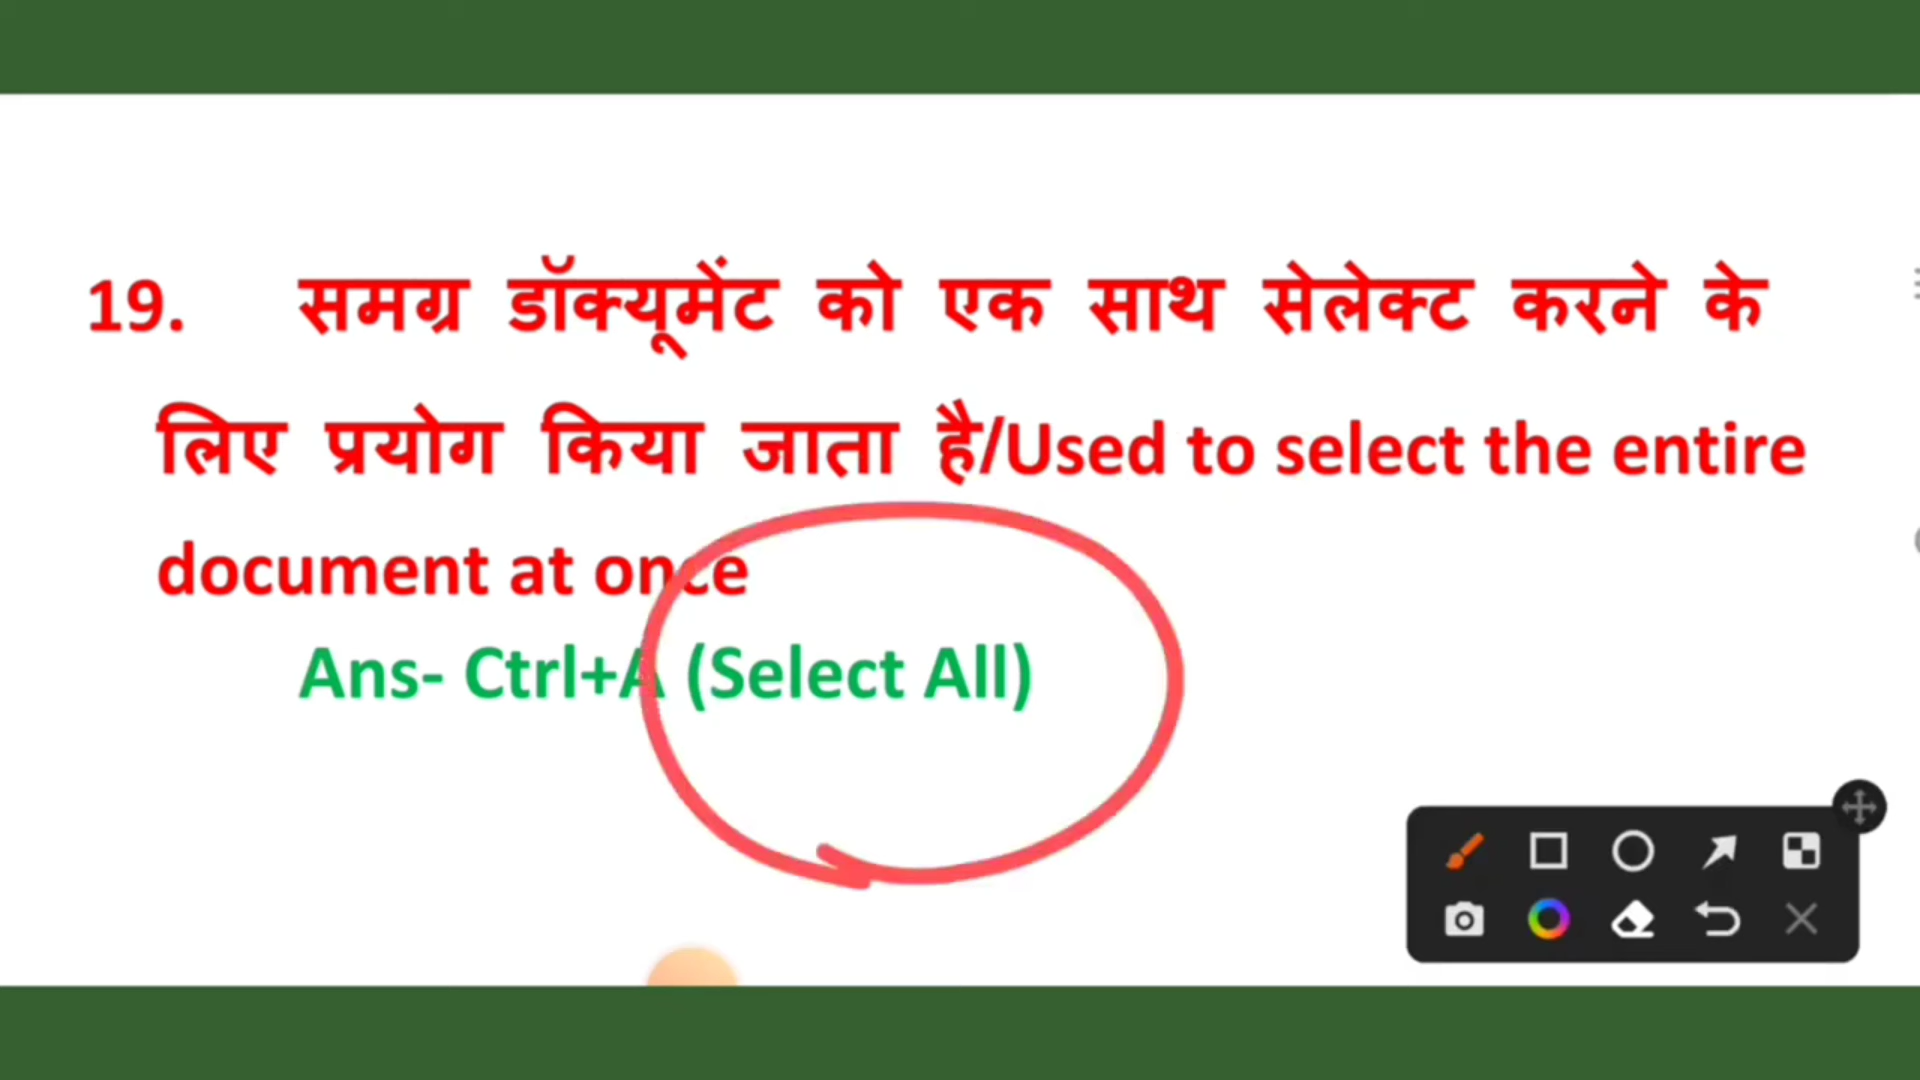 19. समग्र डॉक्यूमेंट को एक साथ सेलेक्ट करने के
लिए प्रयोग किया जाता है/Used to select the entire
document at once
Ans- Ctrl+A (Select All)